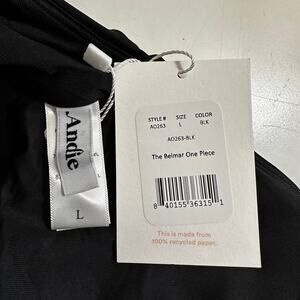 Andie
L
STYLE # SIZE COLOR
AO263 L BLK
AO263-BLK
The Belmar One Piece
8 40155 36315 1
This is made from
100% recycled paper.